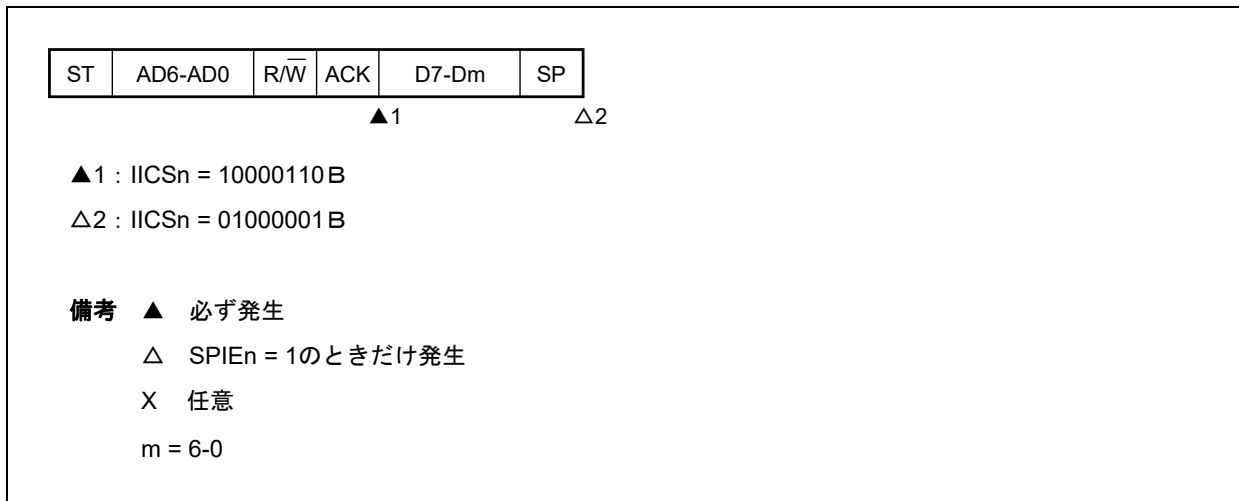 ST AD6-AD0 R/W̅ ACK D7-Dm SP
▲1 △2
▲1：IICSn = 10000110B
△2：IICSn = 01000001B
備考 ▲ 必ず発生
△ SPIEn = 1のときだけ発生
X 任意
m = 6-0